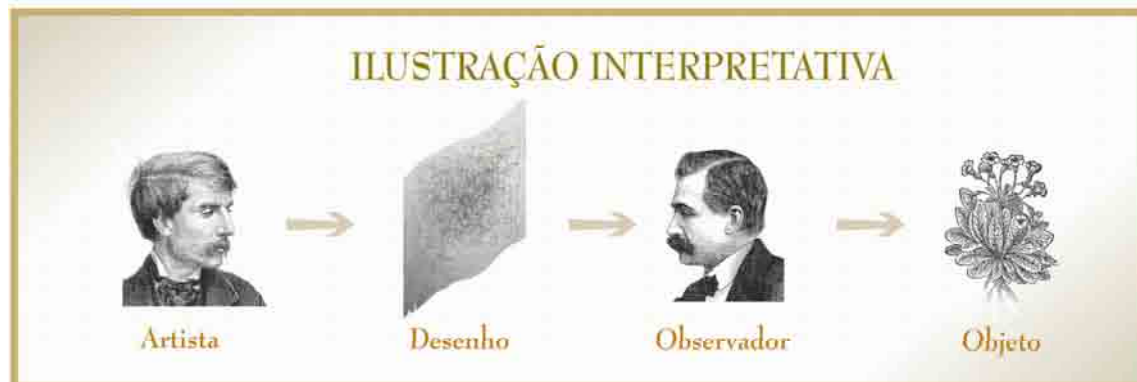 ILUSTRAÇÃO INTERPRETATIVA
Artista
Desenho
Observador
Objeto